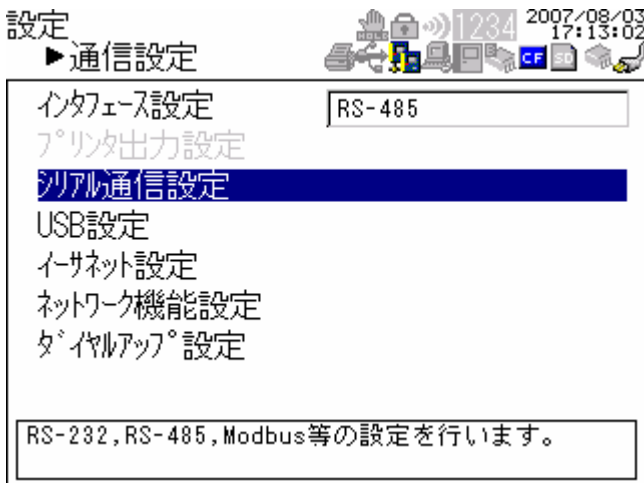 設定
▶通信設定
HOLD
1234
2007/08/03
17:13:02
CF
SD
ｲﾝﾀﾌｪｰｽ設定
RS-485
ﾌﾟﾘﾝﾀ出力設定
ｼﾘｱﾙ通信設定
USB設定
ｲｰｻﾈｯﾄ設定
ﾈｯﾄﾜｰｸ機能設定
ﾀﾞｲﾔﾙｱｯﾌﾟ設定
RS-232,RS-485,Modbus等の設定を行います。